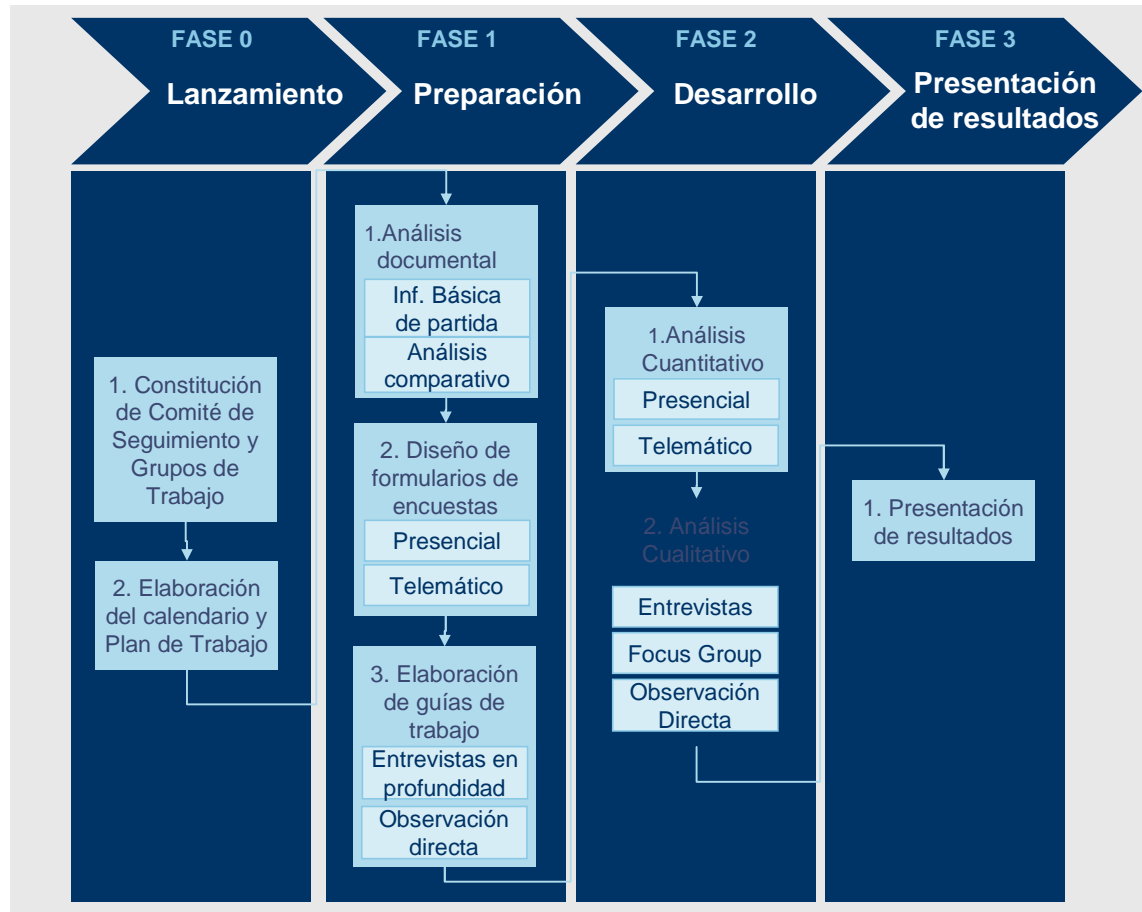 FASE 0
Lanzamiento
FASE 1
Preparación
FASE 2
Desarrollo
FASE 3
Presentación
de resultados
1. Constitución
de Comité de
Seguimiento y
Grupos de
Trabajo
2. Elaboración
del calendario y
Plan de Trabajo
1.Análisis
documental
Inf. Básica
de partida
Análisis
comparativo
2. Diseño de
formularios de
encuestas
Presencial
Telemático
3. Elaboración
de guías de
trabajo
Entrevistas en
profundidad
Observación
directa
1.Análisis
Cuantitativo
Presencial
Telemático
2. Análisis
Cualitativo
Entrevistas
Focus Group
Observación
Directa
1. Presentación
de resultados